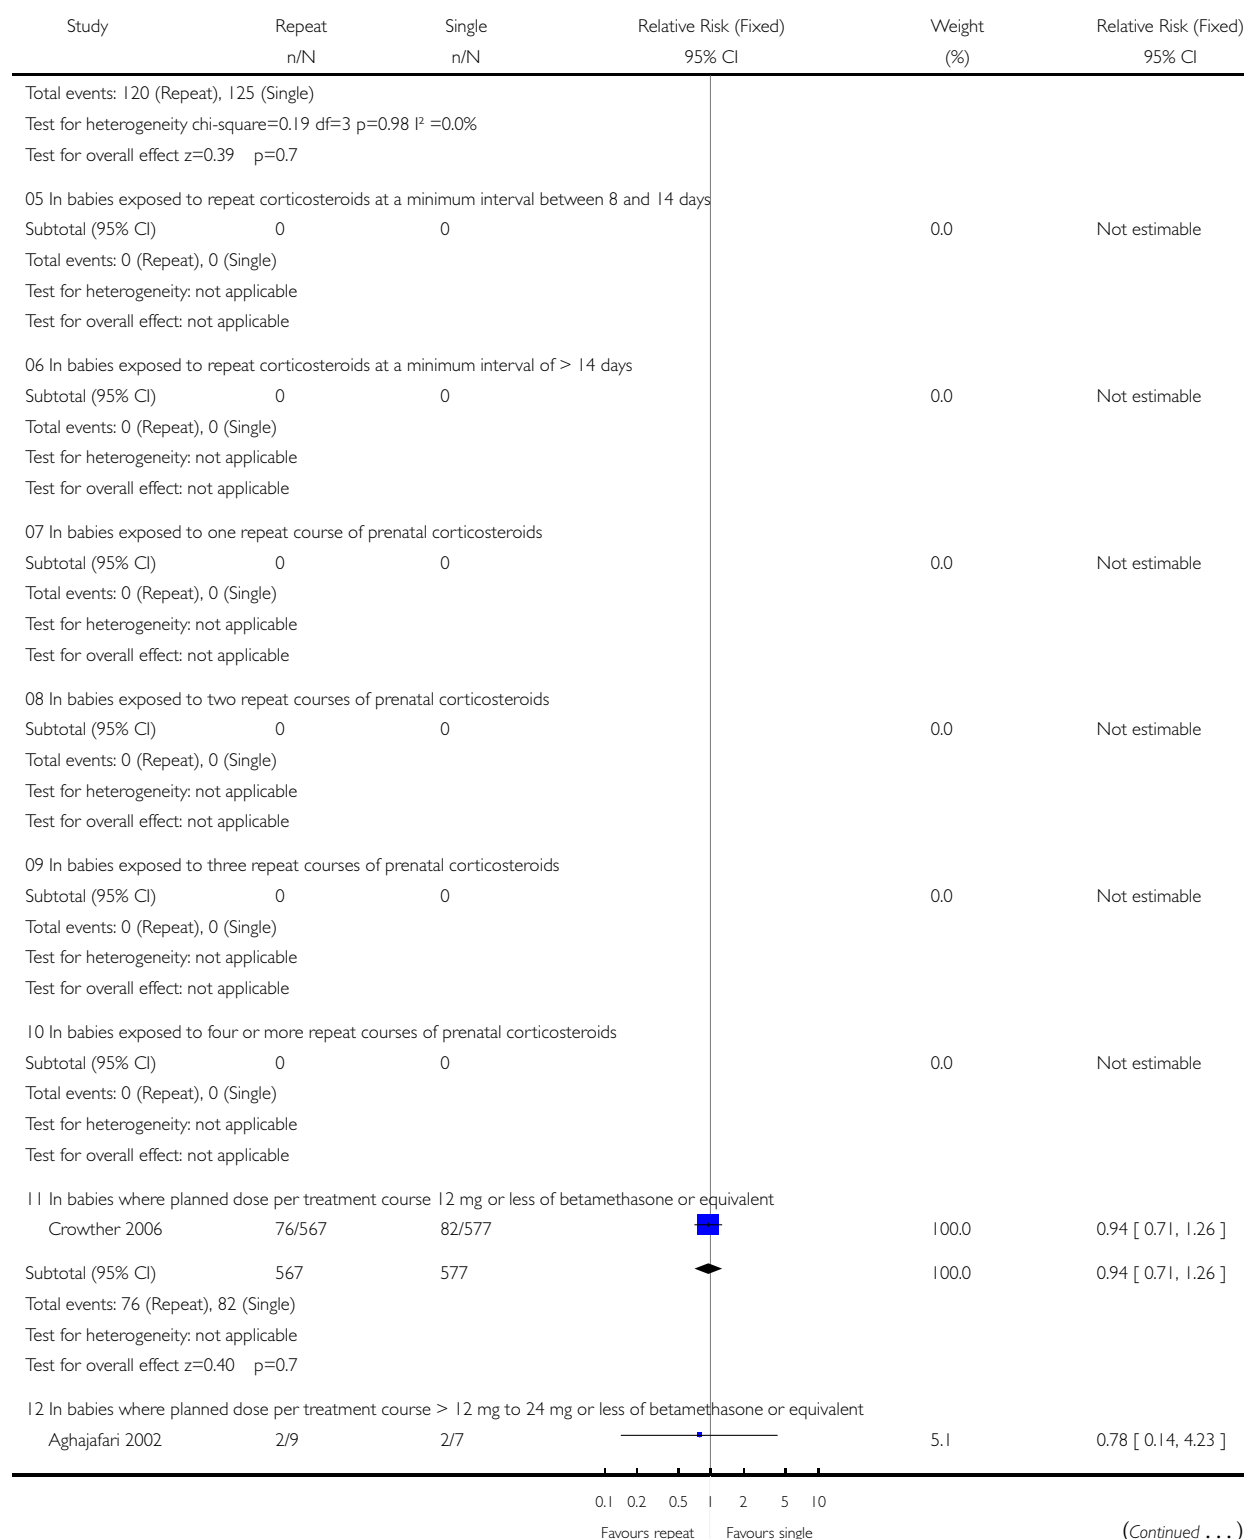 Study Repeat Single Relative Risk (Fixed) Weight Relative Risk (Fixed)
n/N n/N 95% CI (%) 95% CI
Total events: 120 (Repeat), 125 (Single)
Test for heterogeneity chi-square=0.19 df=3 p=0.98 I² =0.0%
Test for overall effect z=0.39 p=0.7
05 In babies exposed to repeat corticosteroids at a minimum interval between 8 and 14 days
Subtotal (95% CI) 0 0 0.0 Not estimable
Total events: 0 (Repeat), 0 (Single)
Test for heterogeneity: not applicable
Test for overall effect: not applicable
06 In babies exposed to repeat corticosteroids at a minimum interval of > 14 days
Subtotal (95% CI) 0 0 0.0 Not estimable
Total events: 0 (Repeat), 0 (Single)
Test for heterogeneity: not applicable
Test for overall effect: not applicable
07 In babies exposed to one repeat course of prenatal corticosteroids
Subtotal (95% CI) 0 0 0.0 Not estimable
Total events: 0 (Repeat), 0 (Single)
Test for heterogeneity: not applicable
Test for overall effect: not applicable
08 In babies exposed to two repeat courses of prenatal corticosteroids
Subtotal (95% CI) 0 0 0.0 Not estimable
Total events: 0 (Repeat), 0 (Single)
Test for heterogeneity: not applicable
Test for overall effect: not applicable
09 In babies exposed to three repeat courses of prenatal corticosteroids
Subtotal (95% CI) 0 0 0.0 Not estimable
Total events: 0 (Repeat), 0 (Single)
Test for heterogeneity: not applicable
Test for overall effect: not applicable
10 In babies exposed to four or more repeat courses of prenatal corticosteroids
Subtotal (95% CI) 0 0 0.0 Not estimable
Total events: 0 (Repeat), 0 (Single)
Test for heterogeneity: not applicable
Test for overall effect: not applicable
11 In babies where planned dose per treatment course 12 mg or less of betamethasone or equivalent
Crowther 2006 76/567 82/577 100.0 0.94 [ 0.71, 1.26 ]
Subtotal (95% CI) 567 577 100.0 0.94 [ 0.71, 1.26 ]
Total events: 76 (Repeat), 82 (Single)
Test for heterogeneity: not applicable
Test for overall effect z=0.40 p=0.7
12 In babies where planned dose per treatment course > 12 mg to 24 mg or less of betamethasone or equivalent
Aghajafari 2002 2/9 2/7 5.1 0.78 [ 0.14, 4.23 ]
0.1 0.2 0.5 1 2 5 10
Favours repeat Favours single
(Continued . . . )